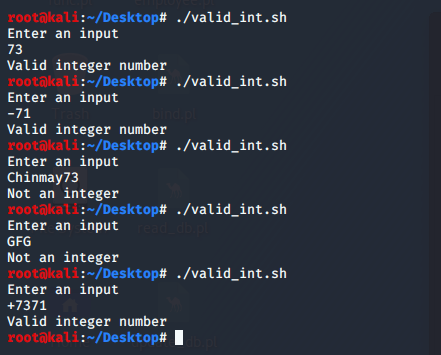 root@kali:~/Desktop# ./valid_int.sh
Enter an input
73
Valid integer number
root@kali:~/Desktop# ./valid_int.sh
Enter an input
-71
Valid integer number
root@kali:~/Desktop# ./valid_int.sh
Enter an input
Chinmay73
Not an integer
root@kali:~/Desktop# ./valid_int.sh
Enter an input
GFG
Not an integer
root@kali:~/Desktop# ./valid_int.sh
Enter an input
+7371
Valid integer number
root@kali:~/Desktop#